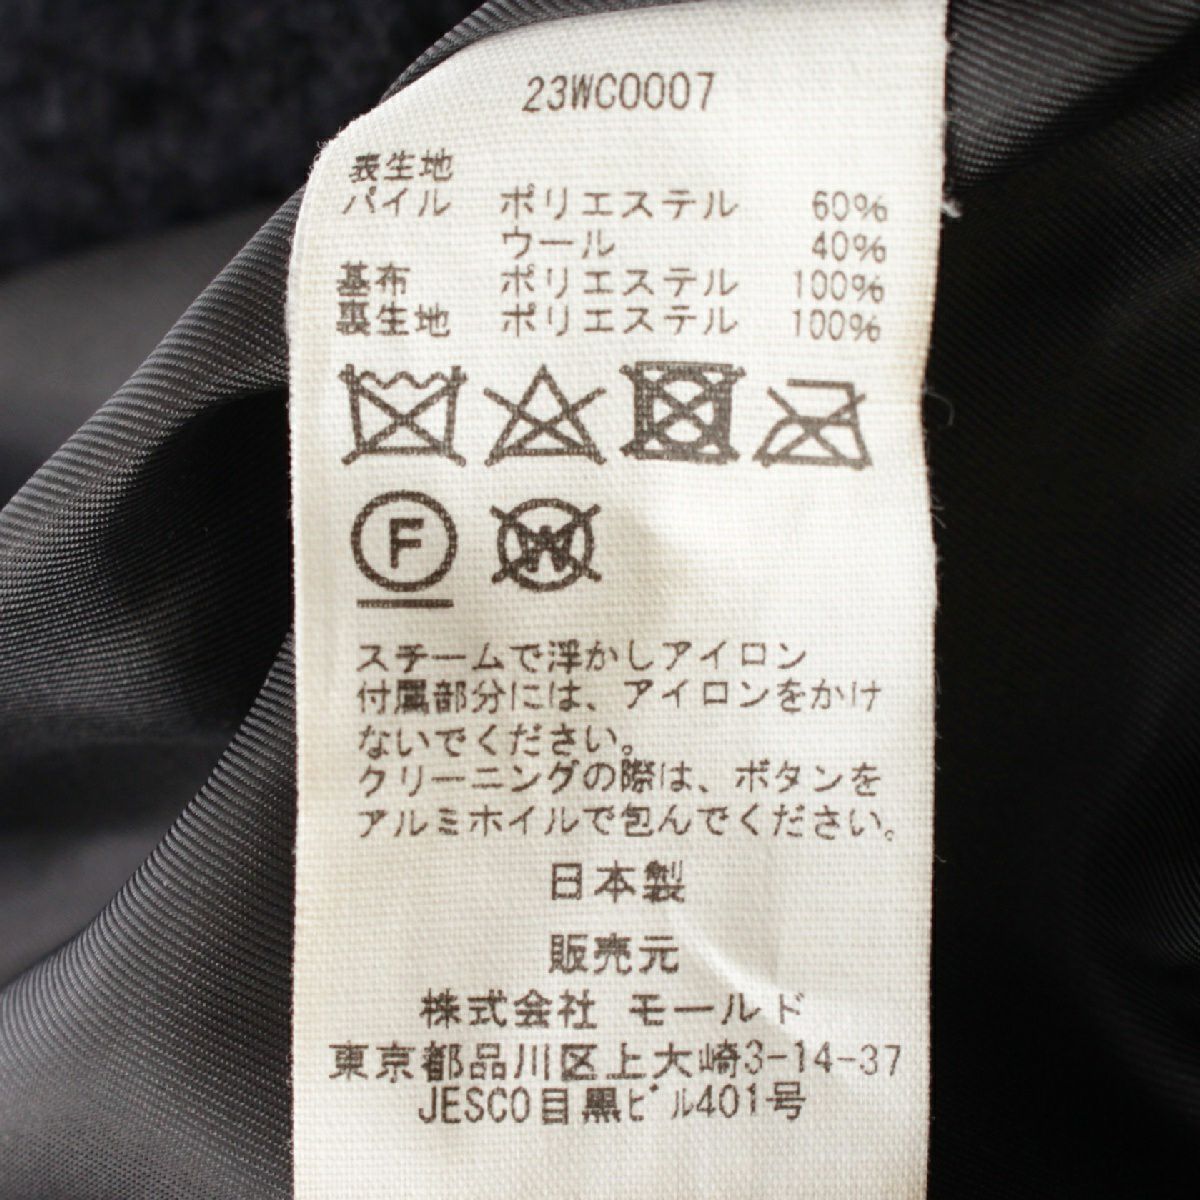 23WC0007
表生地
パイル ポリエステル 60%
ウール 40%
基布 ポリエステル 100%
裏生地 ポリエステル 100%
F
W
スチームで浮かしアイロン
付属部分には、アイロンをかけ
ないでください。
クリーニングの際は、ボタンを
アルミホイルで包んでください。
日本製
販売元
株式会社 モールド
東京都品川区上大崎3-14-37
JESCO目黒ビル401号